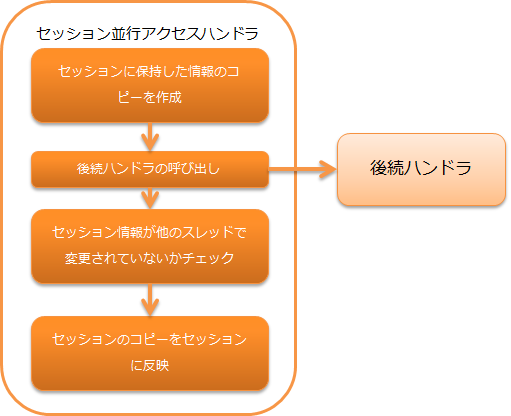 セッション並行アクセスハンドラ
セッションに保持した情報のコ
ピーを作成
後続ハンドラの呼び出し
後続ハンドラ
セッション情報が他のスレッドで
変更されていないかチェック
セッションのコピーをセッション
に反映